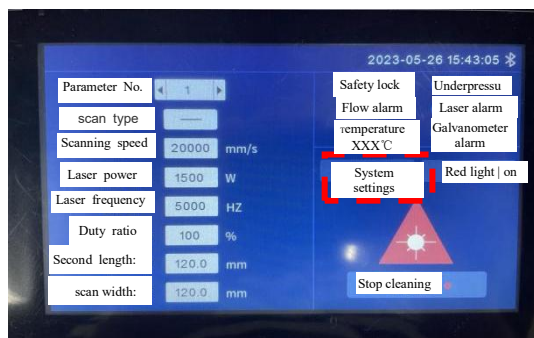 2023-05-26 15:43:05
Parameter No. 1
scan type
Scanning speed 20000 mm/s
Laser power 1500 W
Laser frequency 5000 HZ
Duty ratio 100 %
Second length: 120.0 mm
scan width: 120.0 mm
Safety lock Underpressu
Flow alarm Laser alarm
Temperature XXX℃ Galvanometer alarm
System settings Red light | on
Stop cleaning